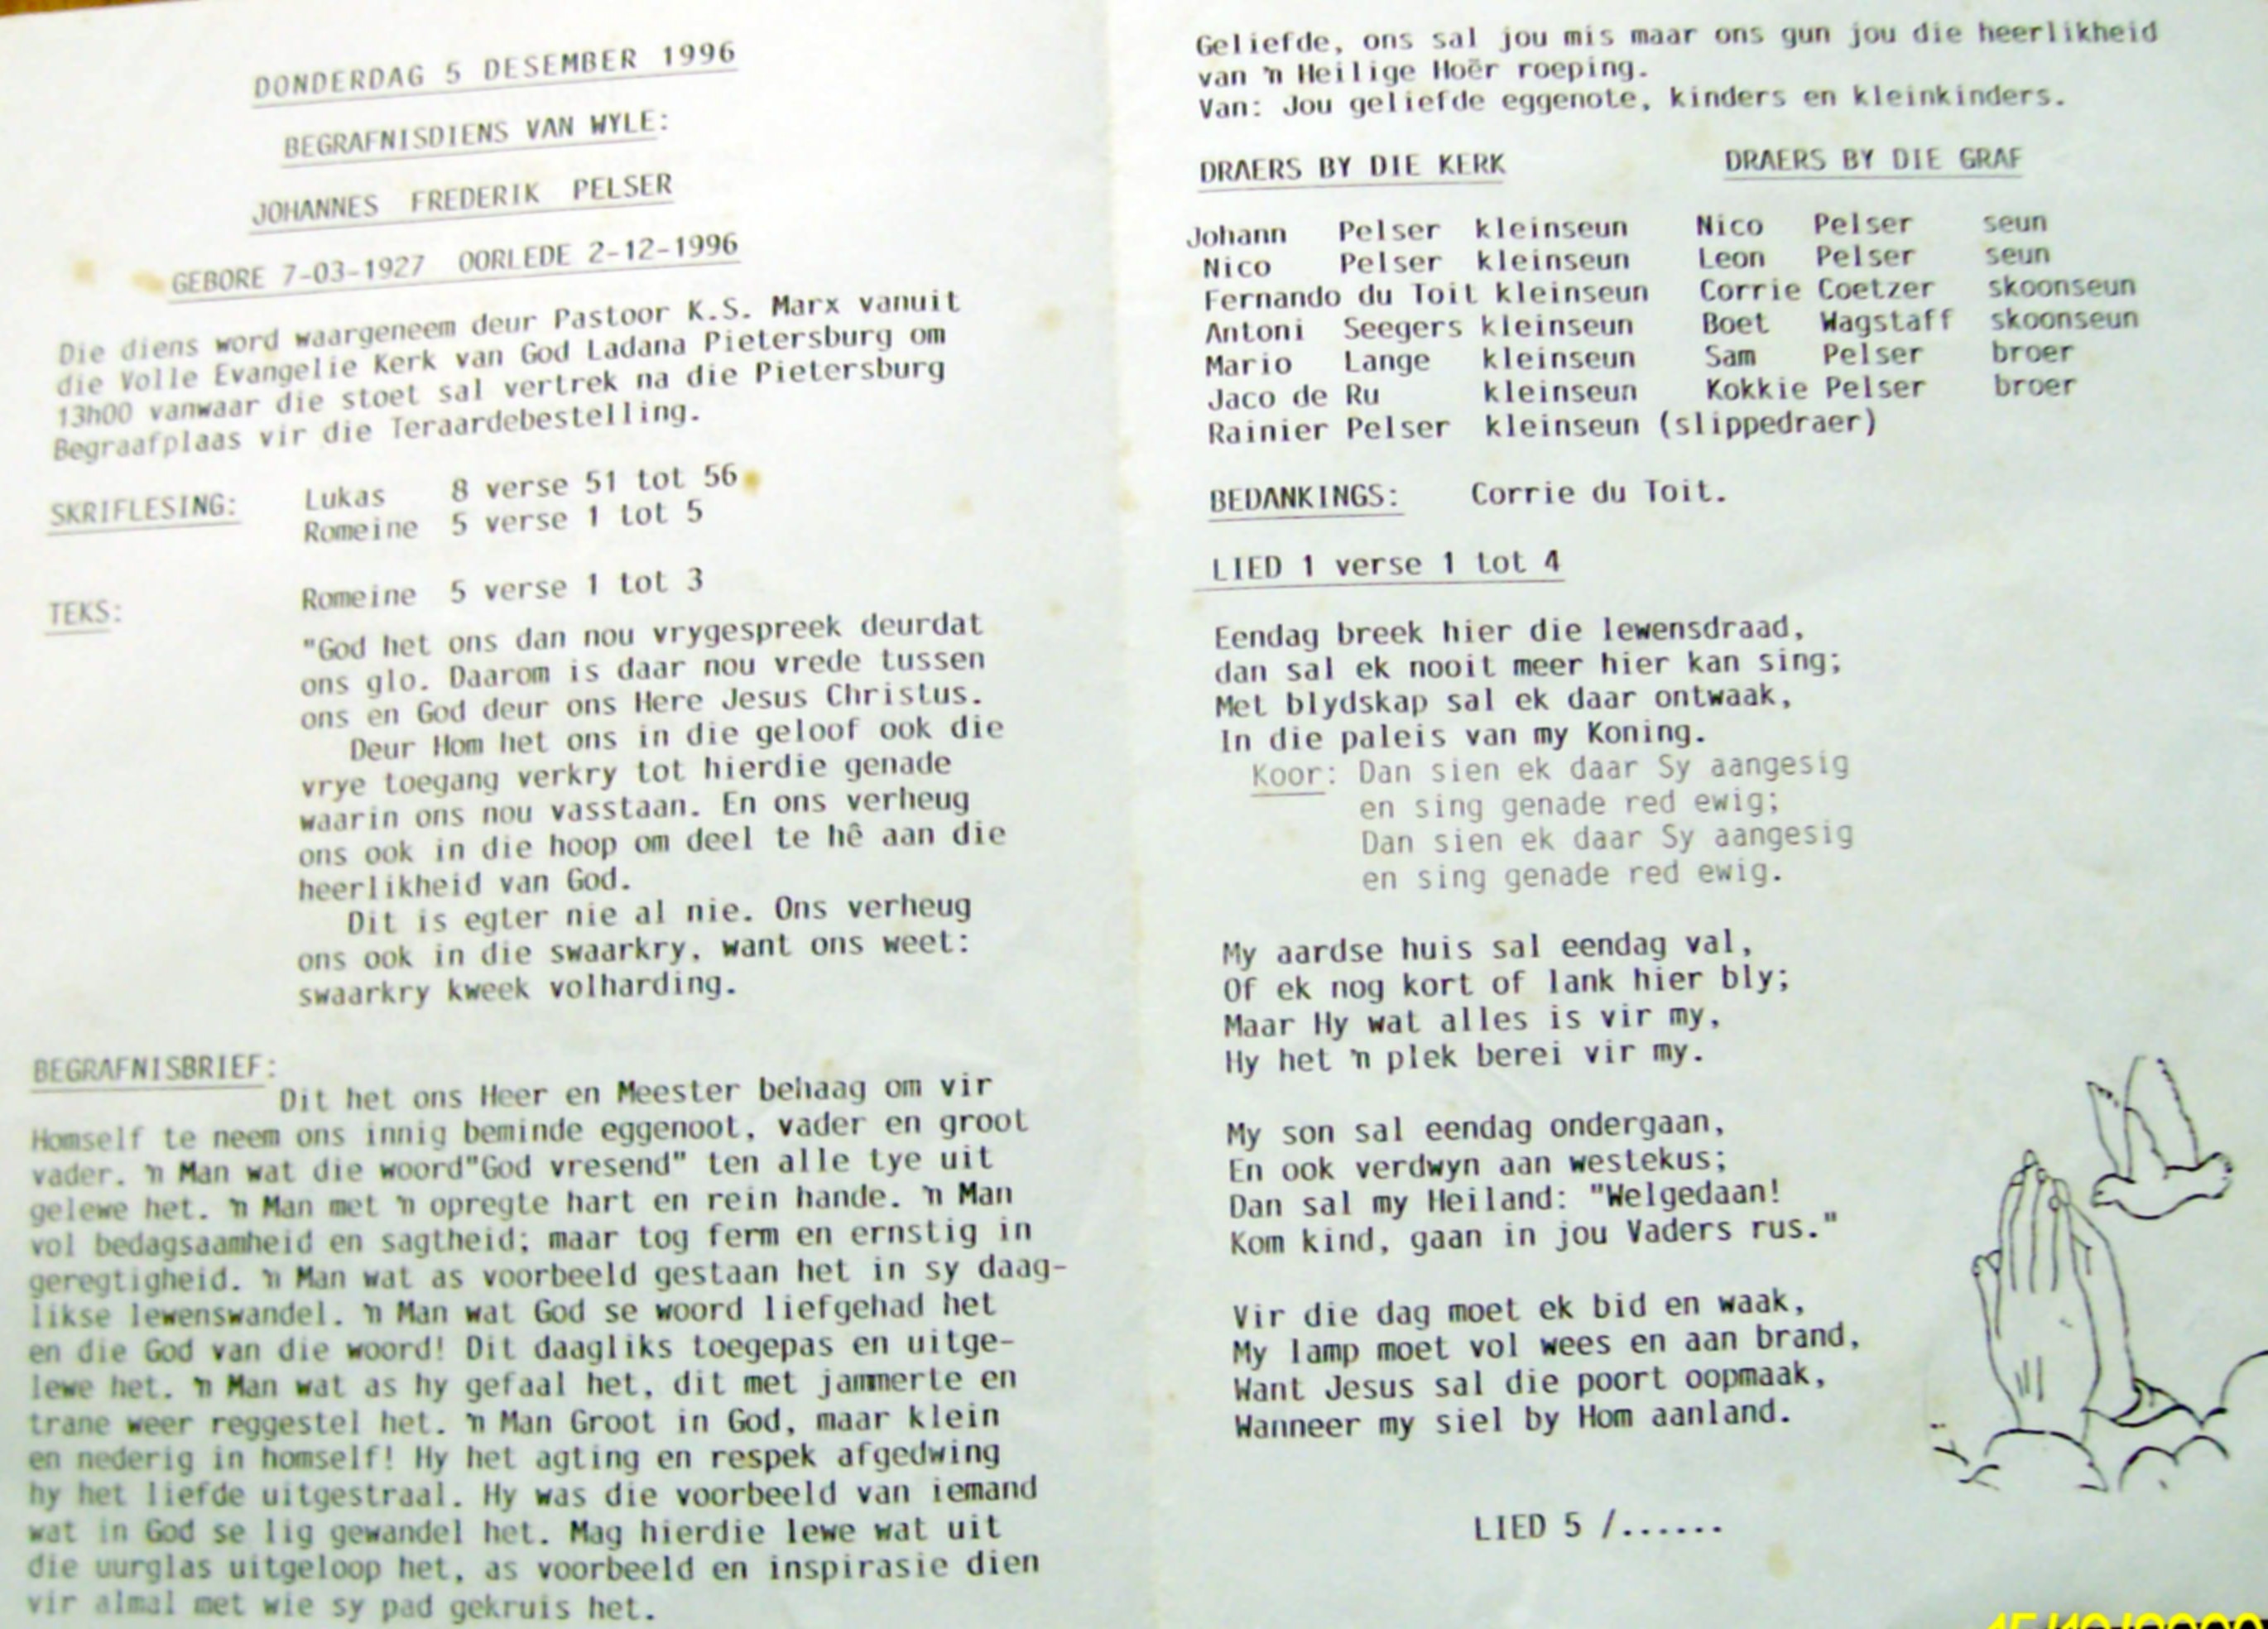 DONDERDAG 5 DESEMBER 1996
BEGRAFNISDIENS VAN WYLE:
JOHANNES FREDERIK PELSER
GEBORE 7-03-1927 OORLEDE 2-12-1996
Die diens word waargeneem deur Pastoor K.S. Marx vanuit
die Volle Evangelie Kerk van God Ladana Pietersburg om
13h00 vanwaar die stoet sal vertrek na die Pietersburg
Begraafplaas vir die Teraardebestelling.
SKRIFLESING: Lukas 8 verse 51 tot 56
Romeine 5 verse 1 tot 5
TEKS: Romeine 5 verse 1 tot 3
"God het ons dan nou vrygespreek deurdat
ons glo. Daarom is daar nou vrede tussen
ons en God deur ons Here Jesus Christus.
Deur Hom het ons in die geloof ook die
vrye toegang verkry tot hierdie genade
waarin ons nou vasstaan. En ons verheug
ons ook in die hoop om deel te hê aan die
heerlikheid van God.
Dit is egter nie al nie. Ons verheug
ons ook in die swaarkry, want ons weet:
swaarkry kweek volharding.
BEGRAFNISBRIEF:
Dit het ons Heer en Meester behaag om vir
Homself te neem ons innig beminde eggenoot, vader en groot
vader. 'n Man wat die woord"God vresend" ten alle tye uit
gelewe het. 'n Man met 'n opregte hart en rein hande. 'n Man
vol bedagsaamheid en sagtheid; maar tog ferm en ernstig in
geregtigheid. 'n Man wat as voorbeeld gestaan het in sy daag-
likse lewenswandel. 'n Man wat God se woord liefgehad het
en die God van die woord! Dit daagliks toegepas en uitge-
lewe het. 'n Man wat as hy gefaal het, dit met jammerte en
trane weer reggestel het. 'n Man Groot in God, maar klein
en nederig in homself! Hy het agting en respek afgedwing
hy het liefde uitgestraal. Hy was die voorbeeld van iemand
wat in God se lig gewandel het. Mag hierdie lewe wat uit
die uurglas uitgeloop het, as voorbeeld en inspirasie dien
vir almal met wie sy pad gekruis het.
Geliefde, ons sal jou mis maar ons gun jou die heerlikheid
van 'n Heilige Hoër roeping.
Van: Jou geliefde eggenote, kinders en kleinkinders.
DRAERS BY DIE KERK DRAERS BY DIE GRAF
Johann Pelser kleinseun Nico Pelser seun
Nico Pelser kleinseun Leon Pelser seun
Fernando du Toit kleinseun Corrie Coetzer skoonseun
Antoni Seegers kleinseun Boet Wagstaff skoonseun
Mario Lange kleinseun Sam Pelser broer
Jaco de Ru kleinseun Kokkie Pelser broer
Rainier Pelser kleinseun (slippedraer)
BEDANKINGS: Corrie du Toit.
LIED 1 verse 1 tot 4
Eendag breek hier die lewensdraad,
dan sal ek nooit meer hier kan sing;
Met blydskap sal ek daar ontwaak,
In die paleis van my Koning.
Koor: Dan sien ek daar Sy aangesig
en sing genade red ewig;
Dan sien ek daar Sy aangesig
en sing genade red ewig.
My aardse huis sal eendag val,
Of ek nog kort of lank hier bly;
Maar Hy wat alles is vir my,
Hy het 'n plek berei vir my.
My son sal eendag ondergaan,
En ook verdwyn aan westekus;
Dan sal my Heiland: "Welgedaan!
Kom kind, gaan in jou Vaders rus."
Vir die dag moet ek bid en waak,
My lamp moet vol wees en aan brand,
Want Jesus sal die poort oopmaak,
Wanneer my siel by Hom aanland.
LIED 5 /......